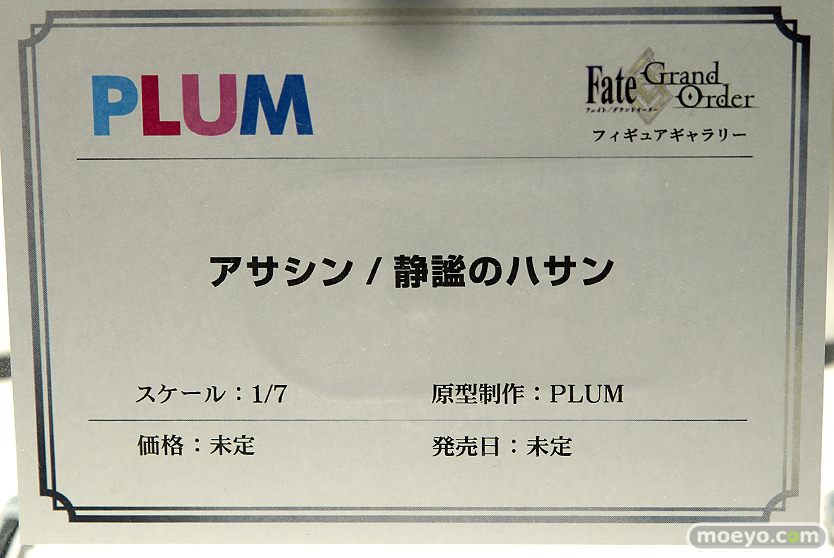 PLUM
Fate Grand Order
フェイト/グランドオーダー
フィギュアギャラリー
アサシン / 静謐のハサン
スケール：1/7
原型制作：PLUM
価格：未定
発売日：未定
moeyo.com